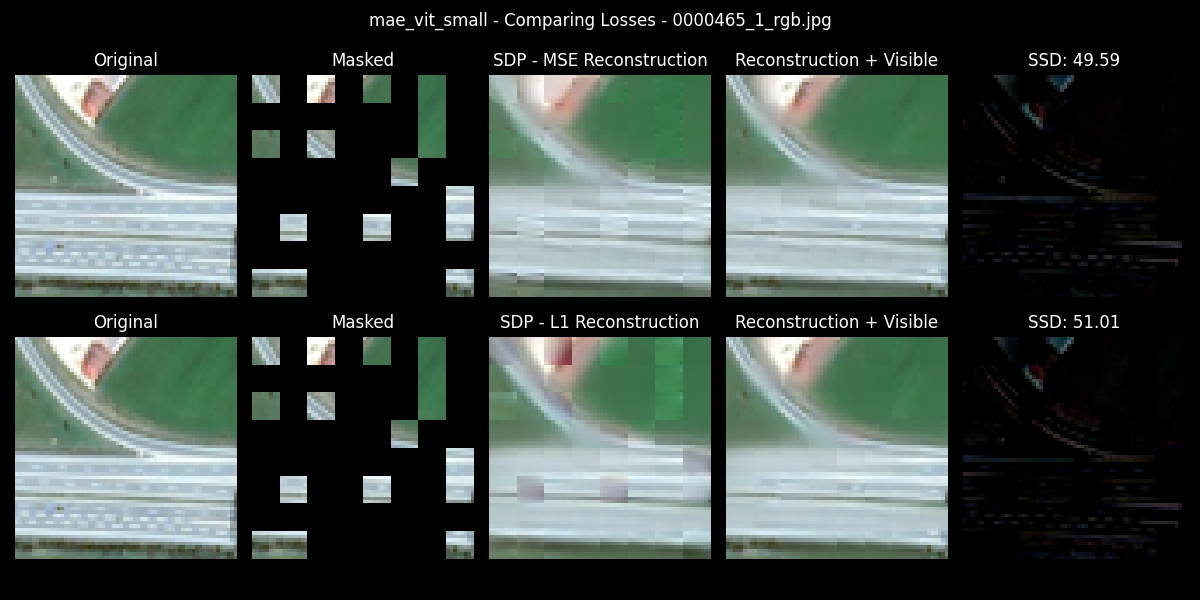 mae_vit_small - Comparing Losses - 0000465_1_rgb.jpg
Original
Masked
SDP - MSE Reconstruction
Reconstruction + Visible
SSD: 49.59
Original
Masked
SDP - L1 Reconstruction
Reconstruction + Visible
SSD: 51.01